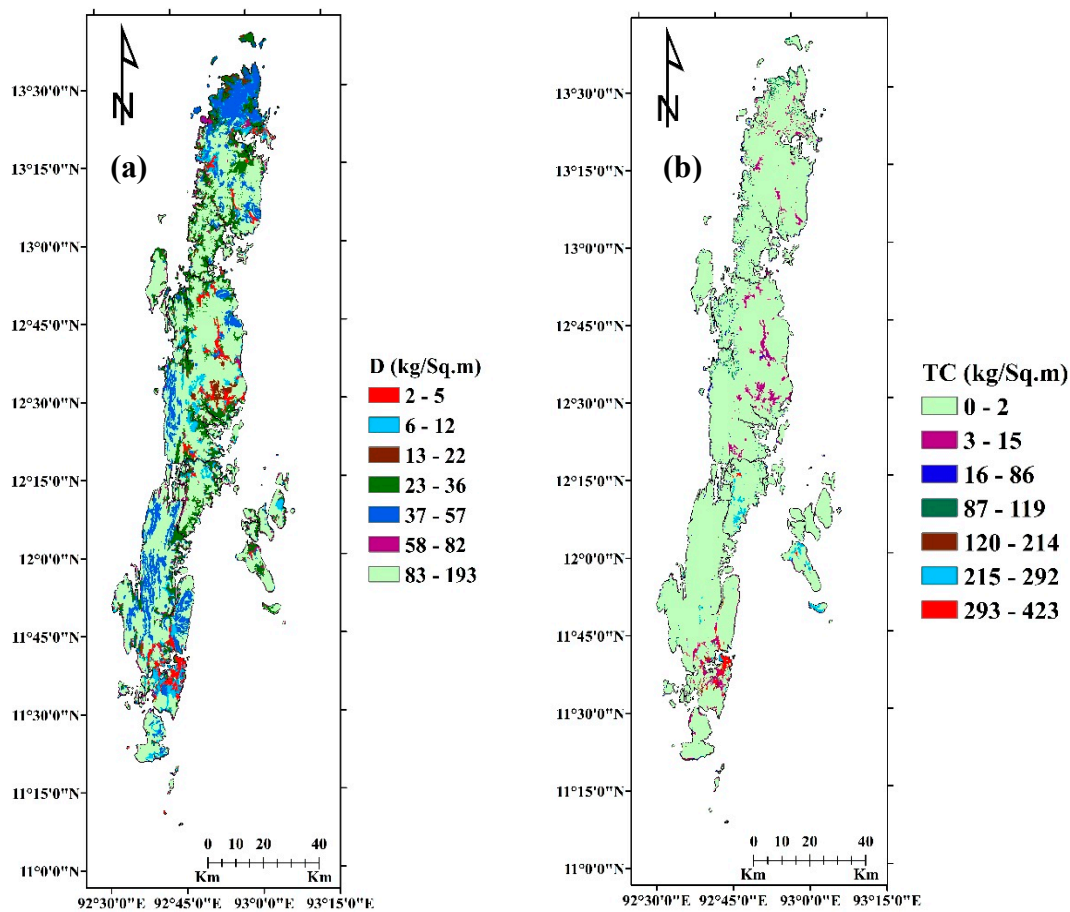 N
(a)
13°30'0"N
13°15'0"N
13°0'0"N
12°45'0"N
12°30'0"N
12°15'0"N
12°0'0"N
11°45'0"N
11°30'0"N
11°15'0"N
11°0'0"N
D (kg/Sq.m)
2 - 5
6 - 12
13 - 22
23 - 36
37 - 57
58 - 82
83 - 193
0 10 20 40
Km Km
92°30'0"E 92°45'0"E 93°0'0"E 93°15'0"E
N
(b)
13°30'0"N
13°15'0"N
13°0'0"N
12°45'0"N
12°30'0"N
12°15'0"N
12°0'0"N
11°45'0"N
11°30'0"N
11°15'0"N
11°0'0"N
TC (kg/Sq.m)
0 - 2
3 - 15
16 - 86
87 - 119
120 - 214
215 - 292
293 - 423
0 10 20 40
Km Km
92°30'0"E 92°45'0"E 93°0'0"E 93°15'0"E